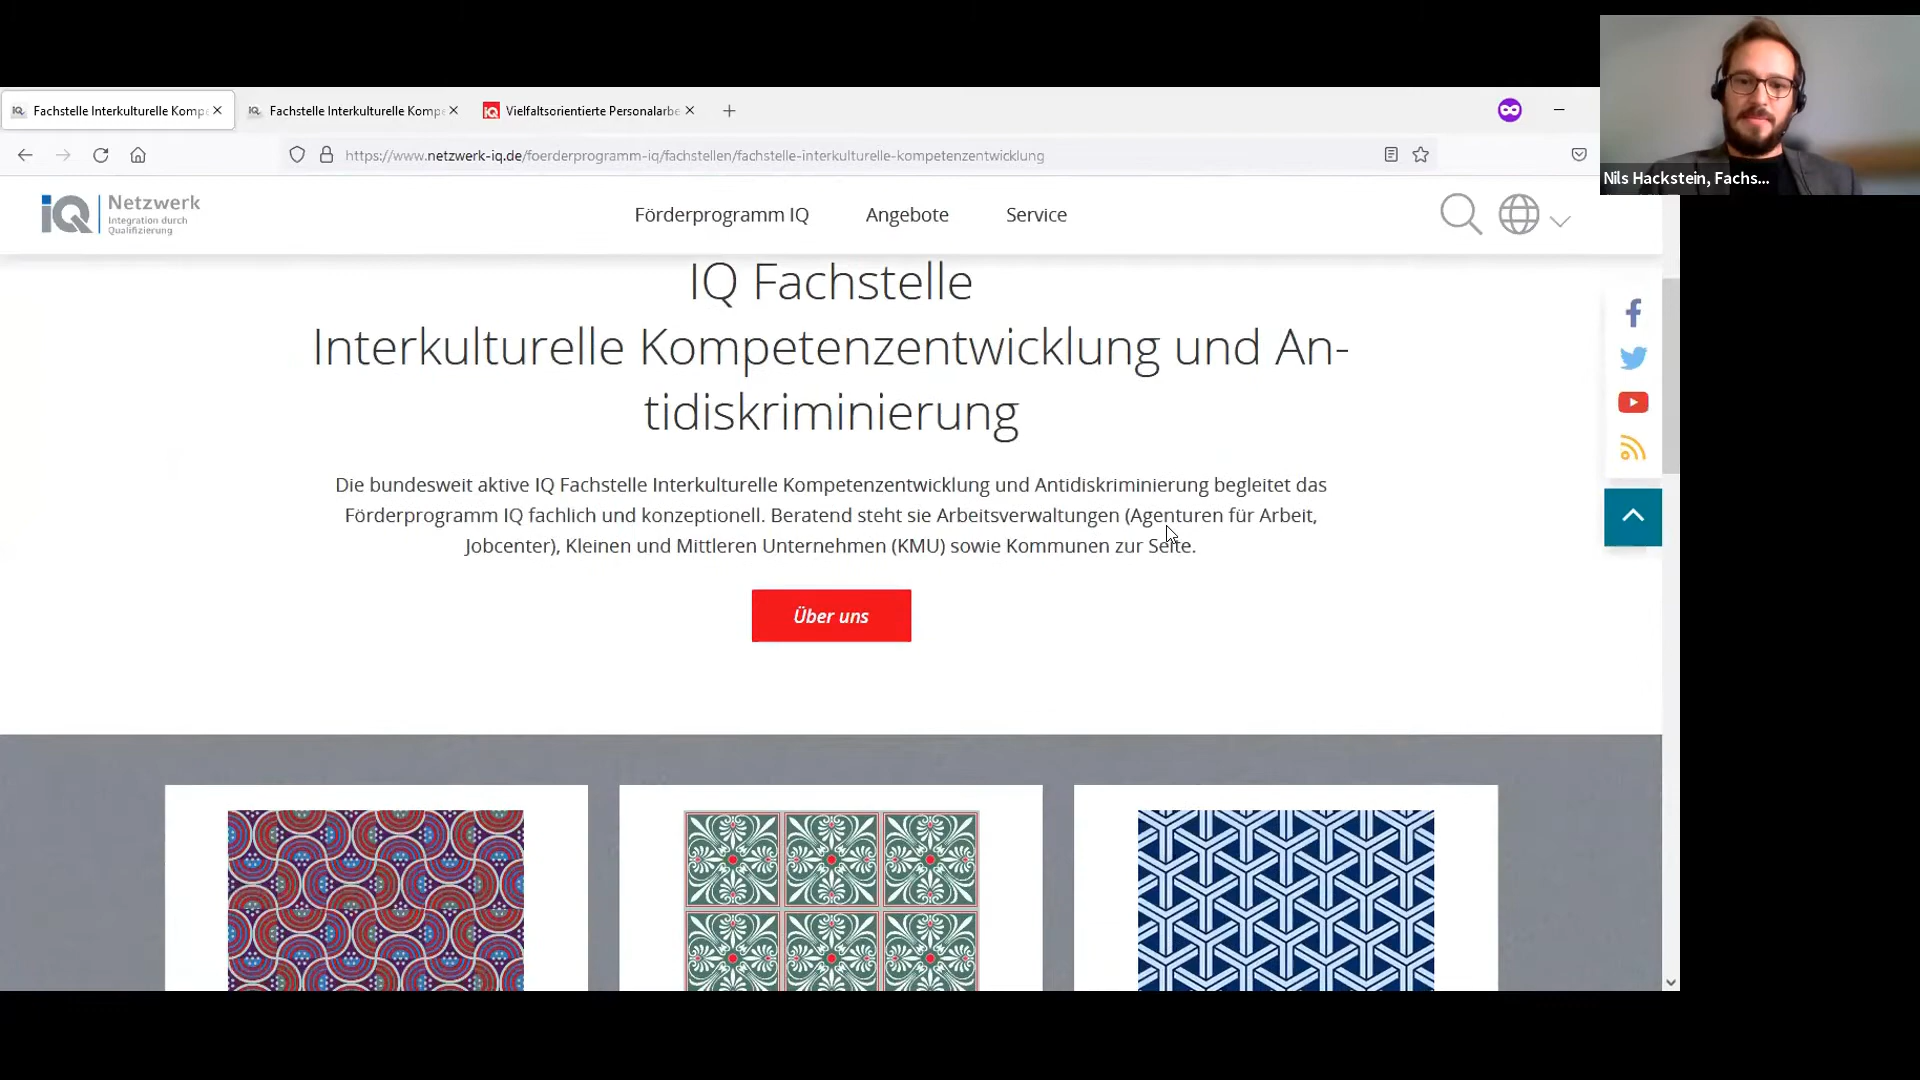 Fachstelle Interkulturelle Kompe
Fachstelle Interkulturelle Kompe
iQ
Vielfaltsorientierte Personalarbe
https://www.netzwerk-iq.de/foerderprogramm-iq/fachstellen/fachstelle-interkulturelle-kompetenzentwicklung
Nils Hackstein, Fachs...
iQ
Netzwerk
Integration durch
Qualifizierung
Förderprogramm IQ
Angebote
Service
IQ Fachstelle
Interkulturelle Kompetenzentwicklung und An-
tidiskriminierung
Die bundesweit aktive IQ Fachstelle Interkulturelle Kompetenzentwicklung und Antidiskriminierung begleitet das
Förderprogramm IQ fachlich und konzeptionell. Beratend steht sie Arbeitsverwaltungen (Agenturen für Arbeit,
Jobcenter), Kleinen und Mittleren Unternehmen (KMU) sowie Kommunen zur Seite.
Über uns